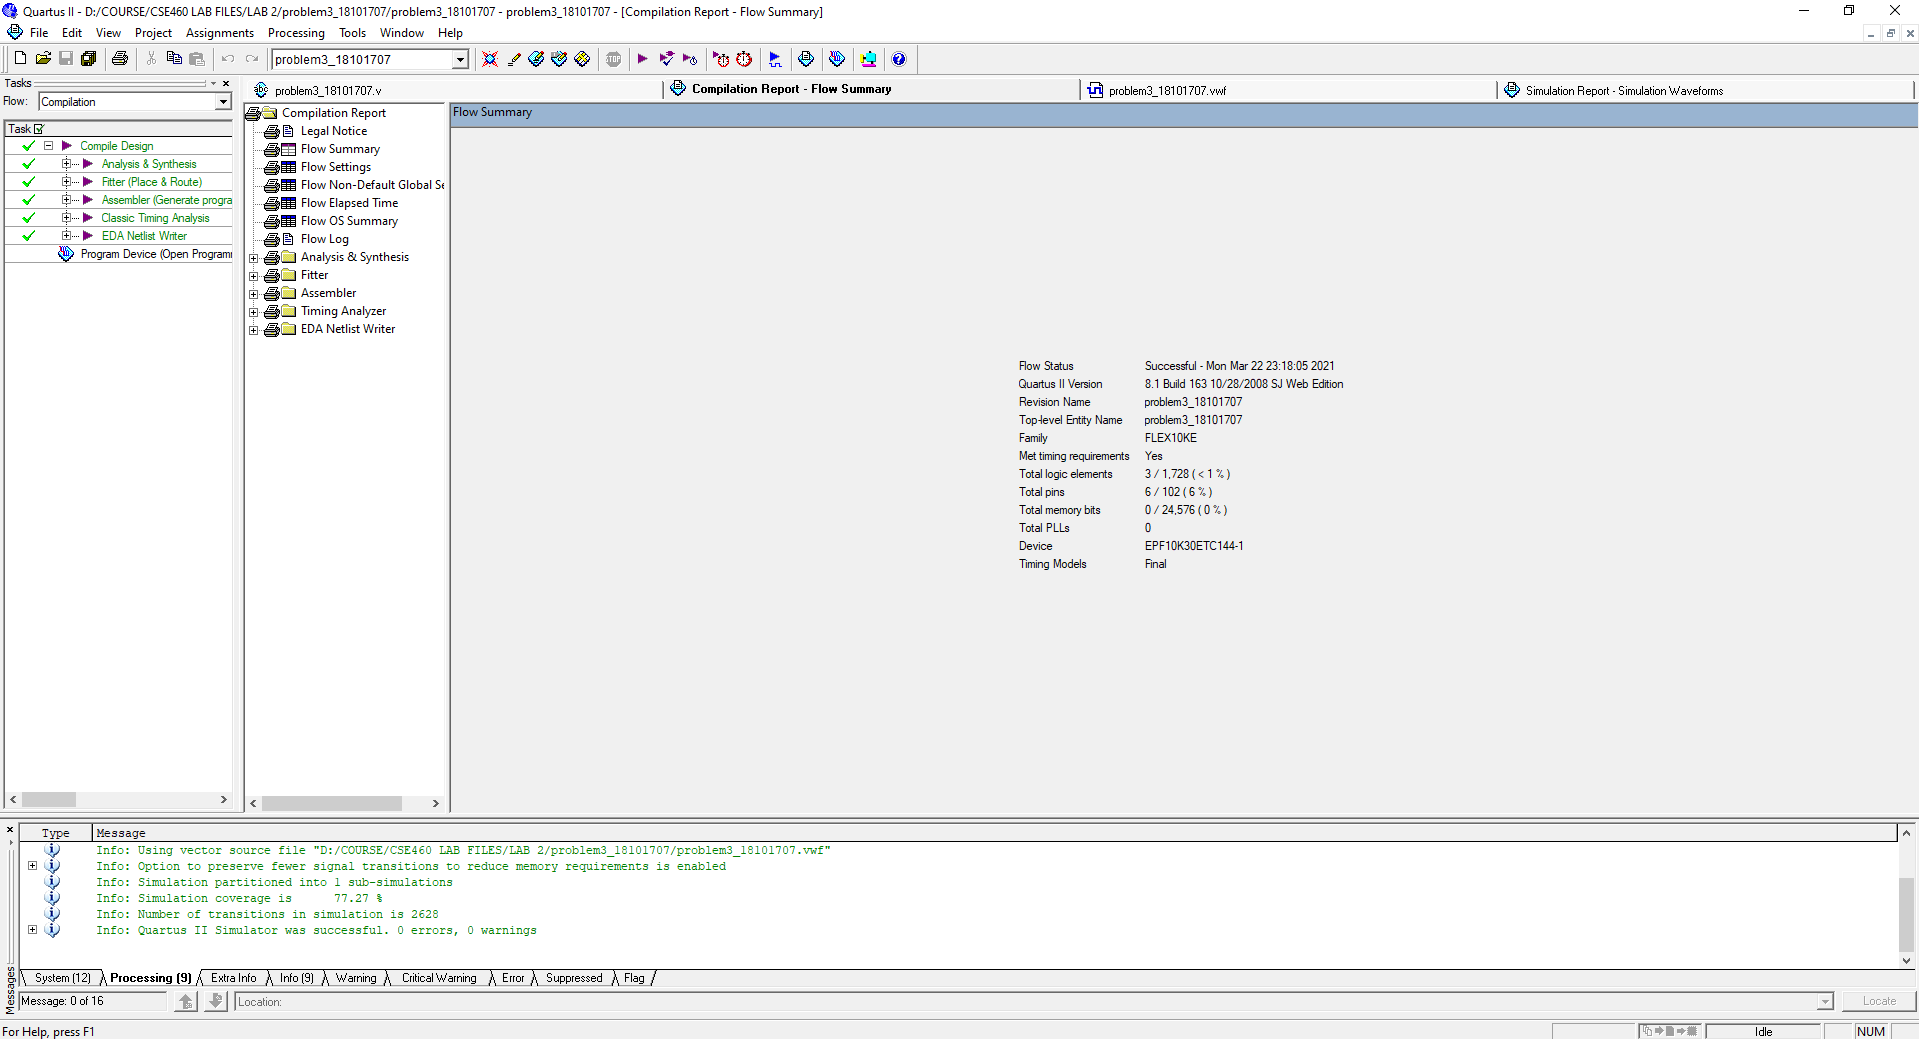 Quartus II - D:/COURSE/CSE460 LAB FILES/LAB 2/problem3_18101707/problem3_18101707 - problem3_18101707 - [Compilation Report - Flow Summary]
File Edit View Project Assignments Processing Tools Window Help
problem3_18101707
STOP
Tasks
Flow: Compilation
Task
Compile Design
Analysis & Synthesis
Fitter (Place & Route)
Assembler (Generate progra
Classic Timing Analysis
EDA Netlist Writer
Program Device (Open Program
problem3_18101707.v
Compilation Report - Flow Summary
problem3_18101707.vwf
Simulation Report - Simulation Waveforms
Compilation Report
Legal Notice
Flow Summary
Flow Settings
Flow Non-Default Global Se
Flow Elapsed Time
Flow OS Summary
Flow Log
Analysis & Synthesis
Fitter
Assembler
Timing Analyzer
EDA Netlist Writer
Flow Summary
Flow Status Successful - Mon Mar 22 23:18:05 2021
Quartus II Version 8.1 Build 163 10/28/2008 SJ Web Edition
Revision Name problem3_18101707
Top-level Entity Name problem3_18101707
Family FLEX10KE
Met timing requirements Yes
Total logic elements 3 / 1,728 ( < 1 % )
Total pins 6 / 102 ( 6 % )
Total memory bits 0 / 24,576 ( 0 % )
Total PLLs 0
Device EPF10K30ETC144-1
Timing Models Final
Type Message
Info: Using vector source file "D:/COURSE/CSE460 LAB FILES/LAB 2/problem3_18101707/problem3_18101707.vwf"
Info: Option to preserve fewer signal transitions to reduce memory requirements is enabled
Info: Simulation partitioned into 1 sub-simulations
Info: Simulation coverage is 77.27 %
Info: Number of transitions in simulation is 2628
Info: Quartus II Simulator was successful. 0 errors, 0 warnings
System (12) Processing (9) Extra Info Info (9) Warning Critical Warning Error Suppressed Flag
Messages
Message: 0 of 16
Location:
Locate
For Help, press F1
Idle
NUM